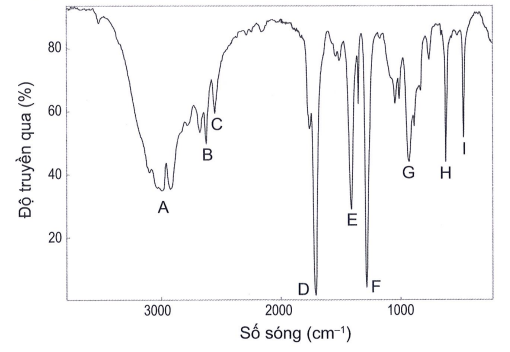 Độ truyền qua (%)
80
60
40
20
A
B
C
D
E
F
G
H
I
3000
2000
1000
Số sóng (cm⁻¹)